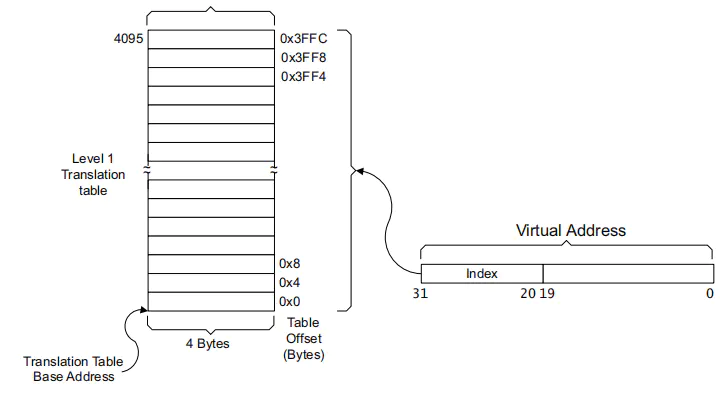 4095
0x3FFC
0x3FF8
0x3FF4
Level 1
Translation
table
Virtual Address
Index
31
20 19
0
0x8
0x4
0x0
4 Bytes
Table
Offset
(Bytes)
Translation Table
Base Address